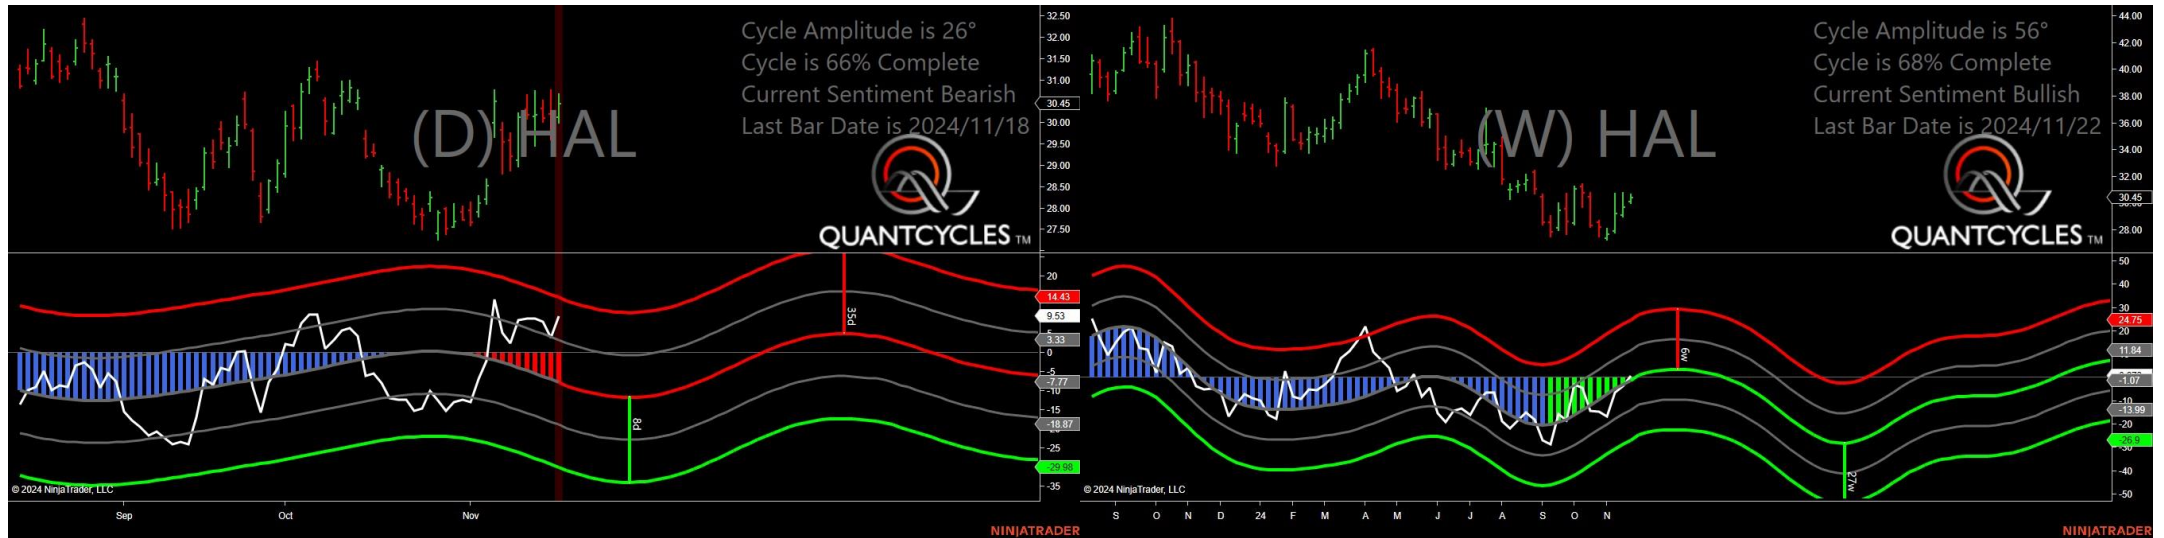 Cycle Amplitude is 26°
Cycle is 66% Complete
Current Sentiment Bearish
Last Bar Date is 2024/11/18
(D) HAL
QUANTCYCLES TM
32.50
32.00
31.50
31.00
30.45
30.00
29.50
29.00
28.50
28.00
27.50
20
14.43
9.53
5
3.33
0
-5
-7.77
-10
-15
-18.87
-25
-29.98
-35
35d
8d
© 2024 NinjaTrader, LLC
Sep Oct Nov
NINJATRADER
Cycle Amplitude is 56°
Cycle is 68% Complete
Current Sentiment Bullish
Last Bar Date is 2024/11/22
(W) HAL
QUANTCYCLES TM
44.00
42.00
40.00
38.00
36.00
34.00
32.00
30.45
28.00
50
40
30
24.75
20
11.84
-1.07
-10
-13.99
-20
-26.9
-30
-40
-50
6w
27w
© 2024 NinjaTrader, LLC
S O N D 24 F M A M J J A S O N
NINJATRADER